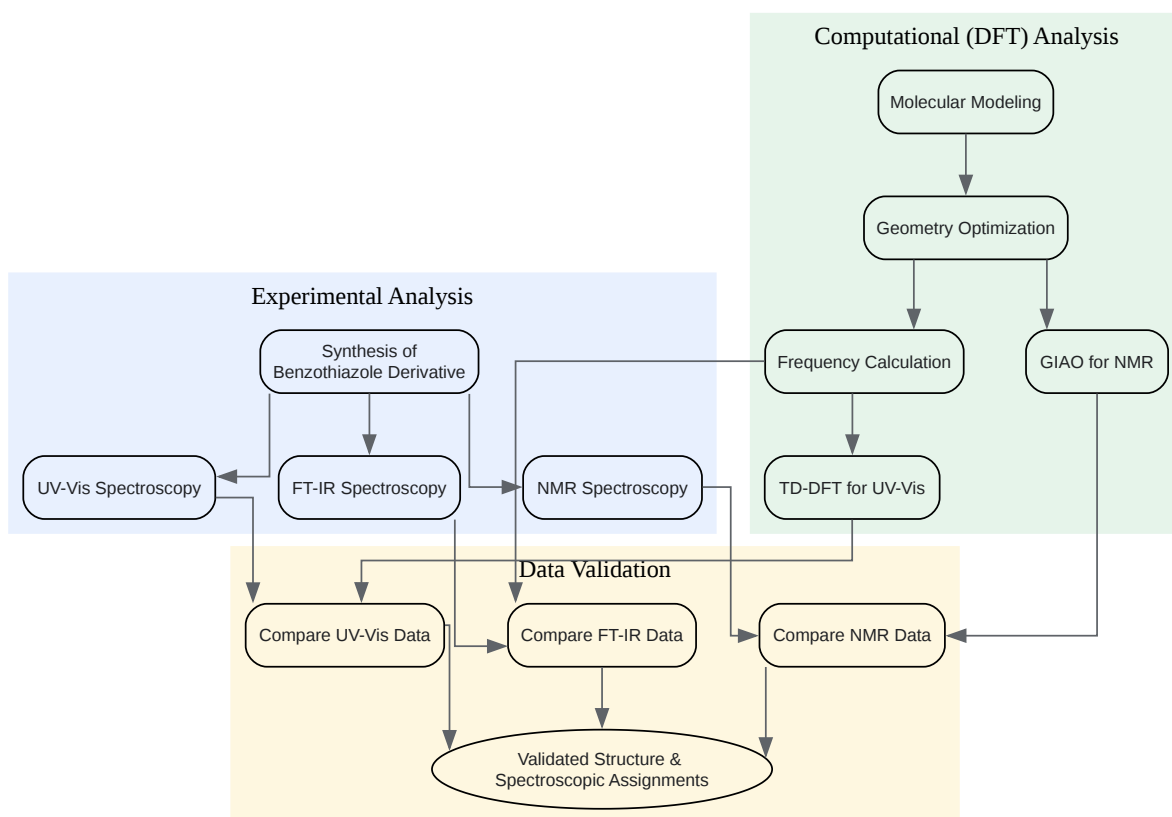 Computational (DFT) Analysis
Molecular Modeling
Geometry Optimization
Experimental Analysis
Synthesis of
Benzothiazole Derivative
Frequency Calculation
GIAO for NMR
UV-Vis Spectroscopy
FT-IR Spectroscopy
NMR Spectroscopy
TD-DFT for UV-Vis
Data Validation
Compare UV-Vis Data
Compare FT-IR Data
Compare NMR Data
Validated Structure &
Spectroscopic Assignments